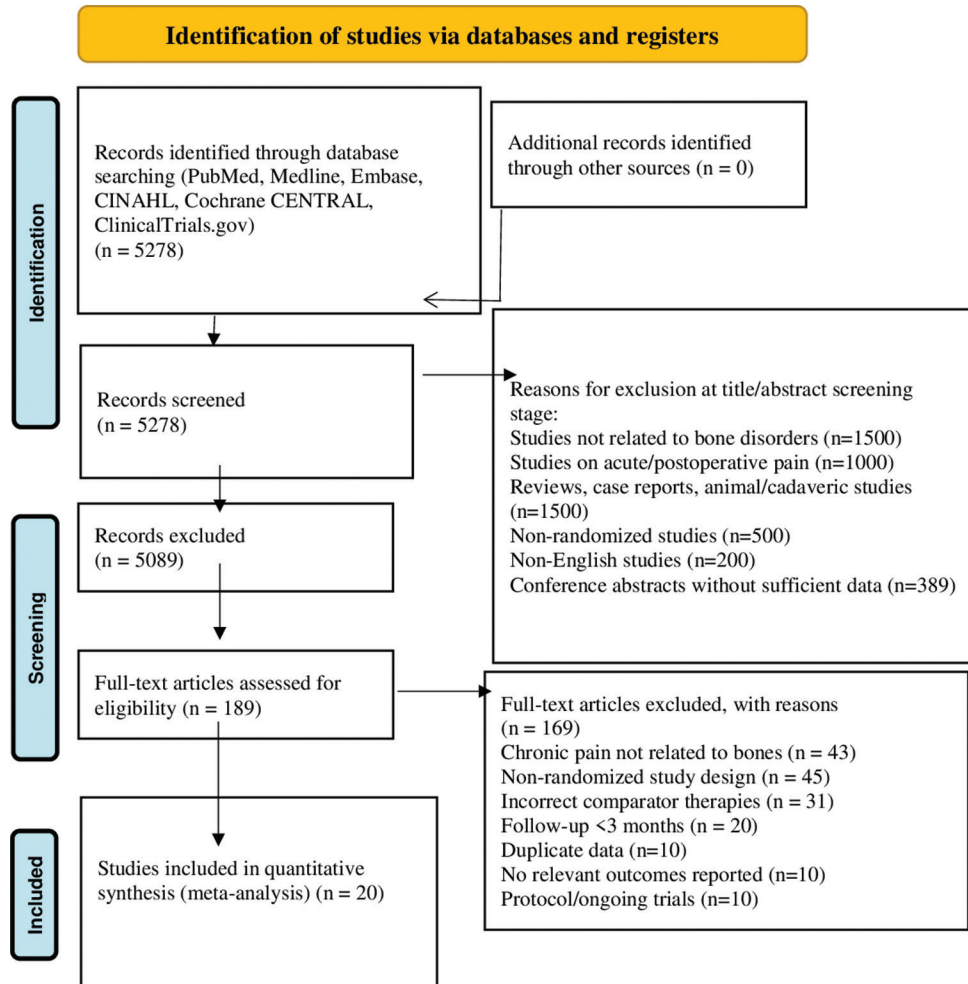 Identification of studies via databases and registers
Identification
Records identified through database
searching (PubMed, Medline, Embase,
CINAHL, Cochrane CENTRAL,
ClinicalTrials.gov)
(n = 5278)
Additional records identified
through other sources (n = 0)
Records screened
(n = 5278)
Reasons for exclusion at title/abstract screening
stage:
Studies not related to bone disorders (n=1500)
Studies on acute/postoperative pain (n=1000)
Reviews, case reports, animal/cadaveric studies
(n=1500)
Non-randomized studies (n=500)
Non-English studies (n=200)
Conference abstracts without sufficient data (n=389)
Screening
Records excluded
(n = 5089)
Full-text articles assessed for
eligibility (n = 189)
Full-text articles excluded, with reasons
(n = 169)
Chronic pain not related to bones (n = 43)
Non-randomized study design (n = 45)
Incorrect comparator therapies (n = 31)
Follow-up <3 months (n = 20)
Duplicate data (n=10)
No relevant outcomes reported (n=10)
Protocol/ongoing trials (n=10)
Included
Studies included in quantitative
synthesis (meta-analysis) (n = 20)